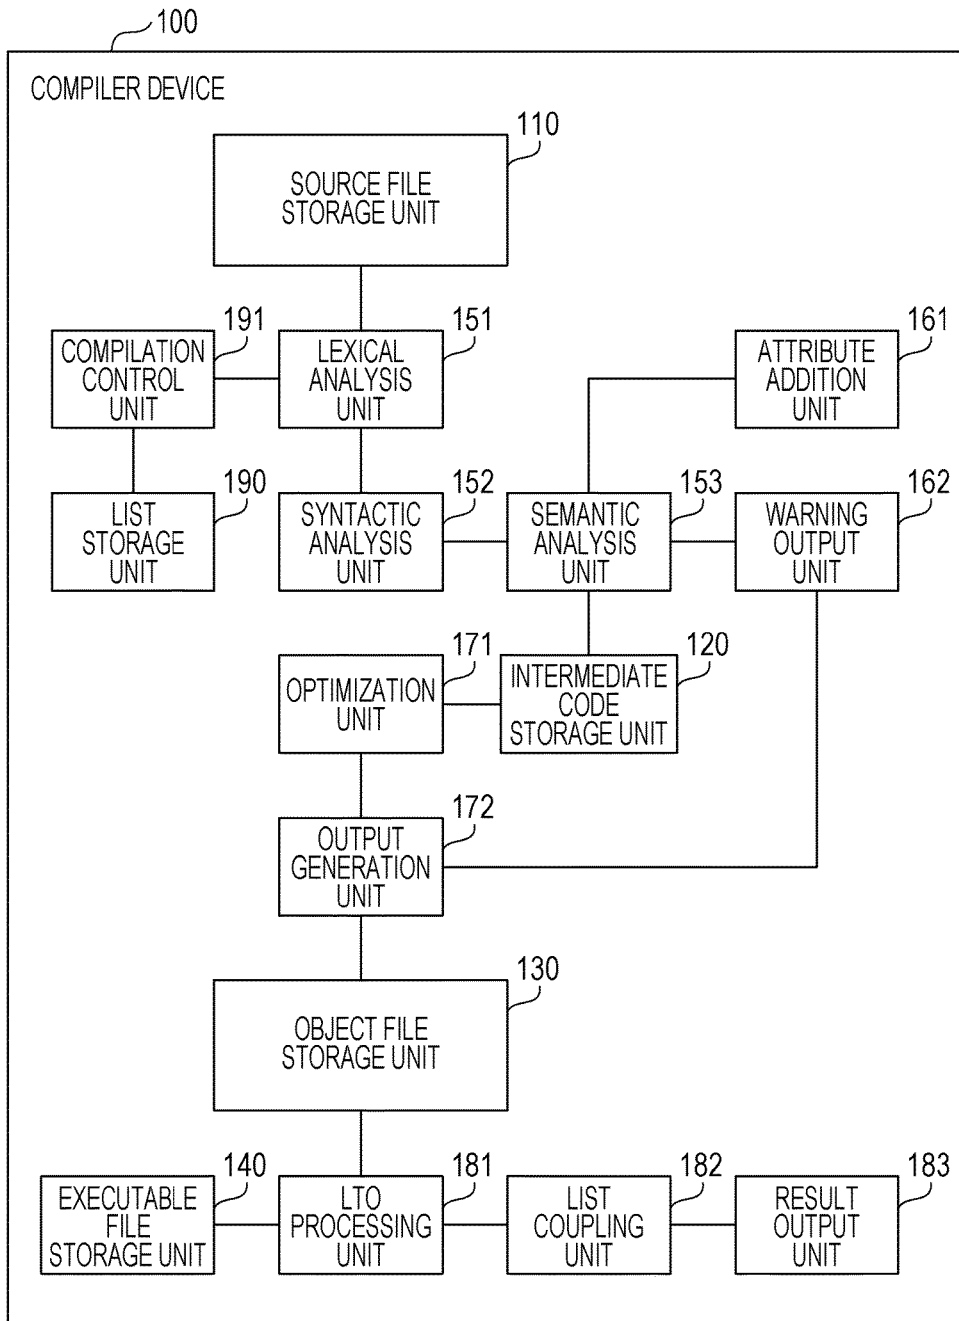 100
COMPILER DEVICE
110
SOURCE FILE
STORAGE UNIT
191
COMPILATION
CONTROL
UNIT
151
LEXICAL
ANALYSIS
UNIT
161
ATTRIBUTE
ADDITION
UNIT
190
LIST
STORAGE
UNIT
152
SYNTACTIC
ANALYSIS
UNIT
153
SEMANTIC
ANALYSIS
UNIT
162
WARNING
OUTPUT
UNIT
171
OPTIMIZATION
UNIT
120
INTERMEDIATE
CODE
STORAGE UNIT
172
OUTPUT
GENERATION
UNIT
130
OBJECT FILE
STORAGE UNIT
140
EXECUTABLE
FILE
STORAGE UNIT
181
LTO
PROCESSING
UNIT
182
LIST
COUPLING
UNIT
183
RESULT
OUTPUT
UNIT